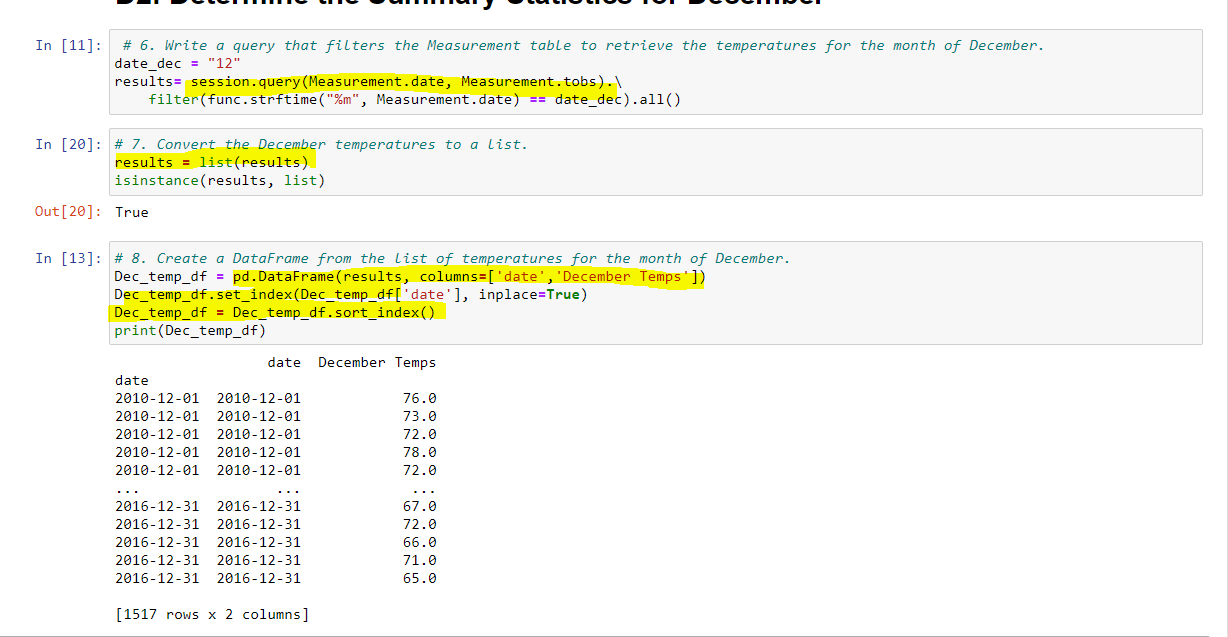 D2: Determine the Summary Statistics for December
In [11]: # 6. Write a query that filters the Measurement table to retrieve the temperatures for the month of December.
date_dec = "12"
results= session.query(Measurement.date, Measurement.tobs).\
    filter(func.strftime("%m", Measurement.date) == date_dec).all()
In [20]: # 7. Convert the December temperatures to a list.
results = list(results)
isinstance(results, list)
Out[20]: True
In [13]: # 8. Create a DataFrame from the list of temperatures for the month of December.
Dec_temp_df = pd.DataFrame(results, columns=['date','December Temps'])
Dec_temp_df.set_index(Dec_temp_df['date'], inplace=True)
Dec_temp_df = Dec_temp_df.sort_index()
print(Dec_temp_df)
date  December Temps
date
2010-12-01  2010-12-01            76.0
2010-12-01  2010-12-01            73.0
2010-12-01  2010-12-01            72.0
2010-12-01  2010-12-01            78.0
2010-12-01  2010-12-01            72.0
...                ...             ...
2016-12-31  2016-12-31            67.0
2016-12-31  2016-12-31            72.0
2016-12-31  2016-12-31            66.0
2016-12-31  2016-12-31            71.0
2016-12-31  2016-12-31            65.0
[1517 rows x 2 columns]